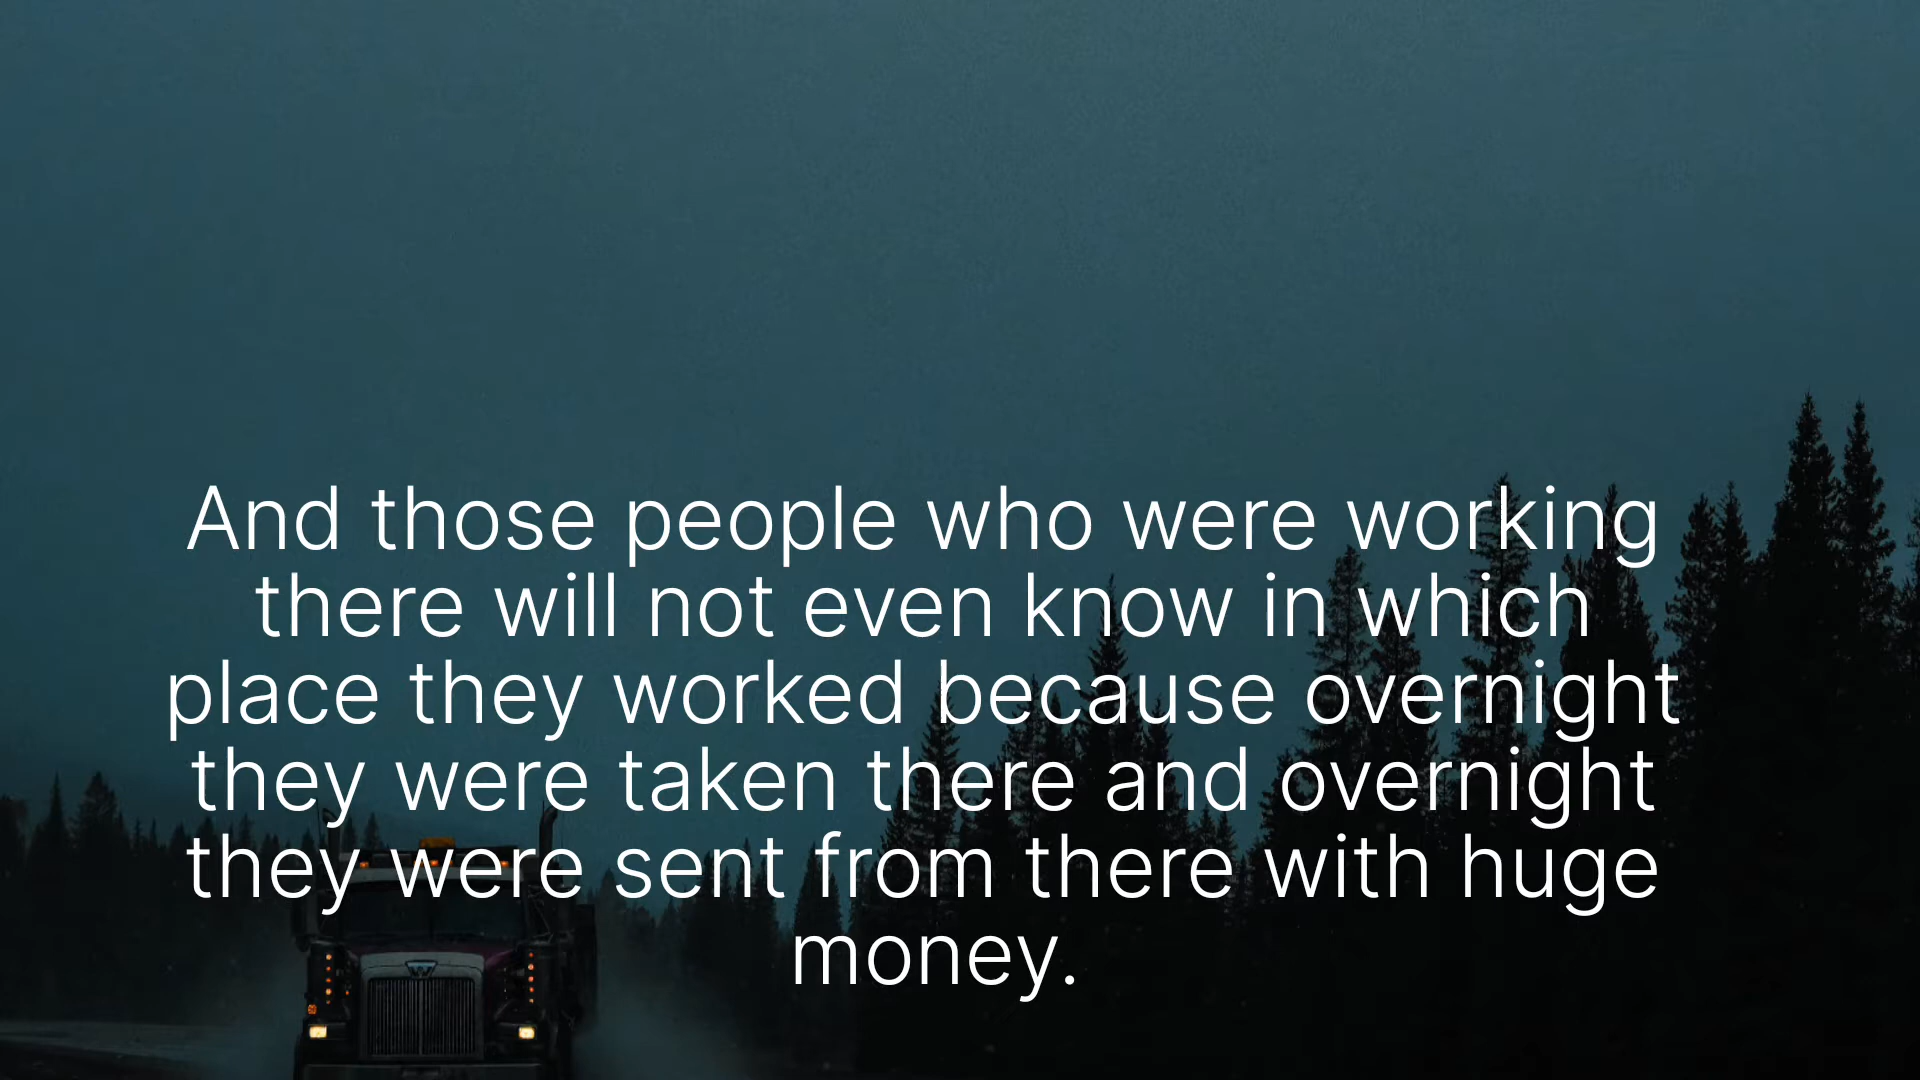 And those people who were working
there will not even know in which
place they worked because overnight
they were taken there and overnight
they were sent from there with huge
money.